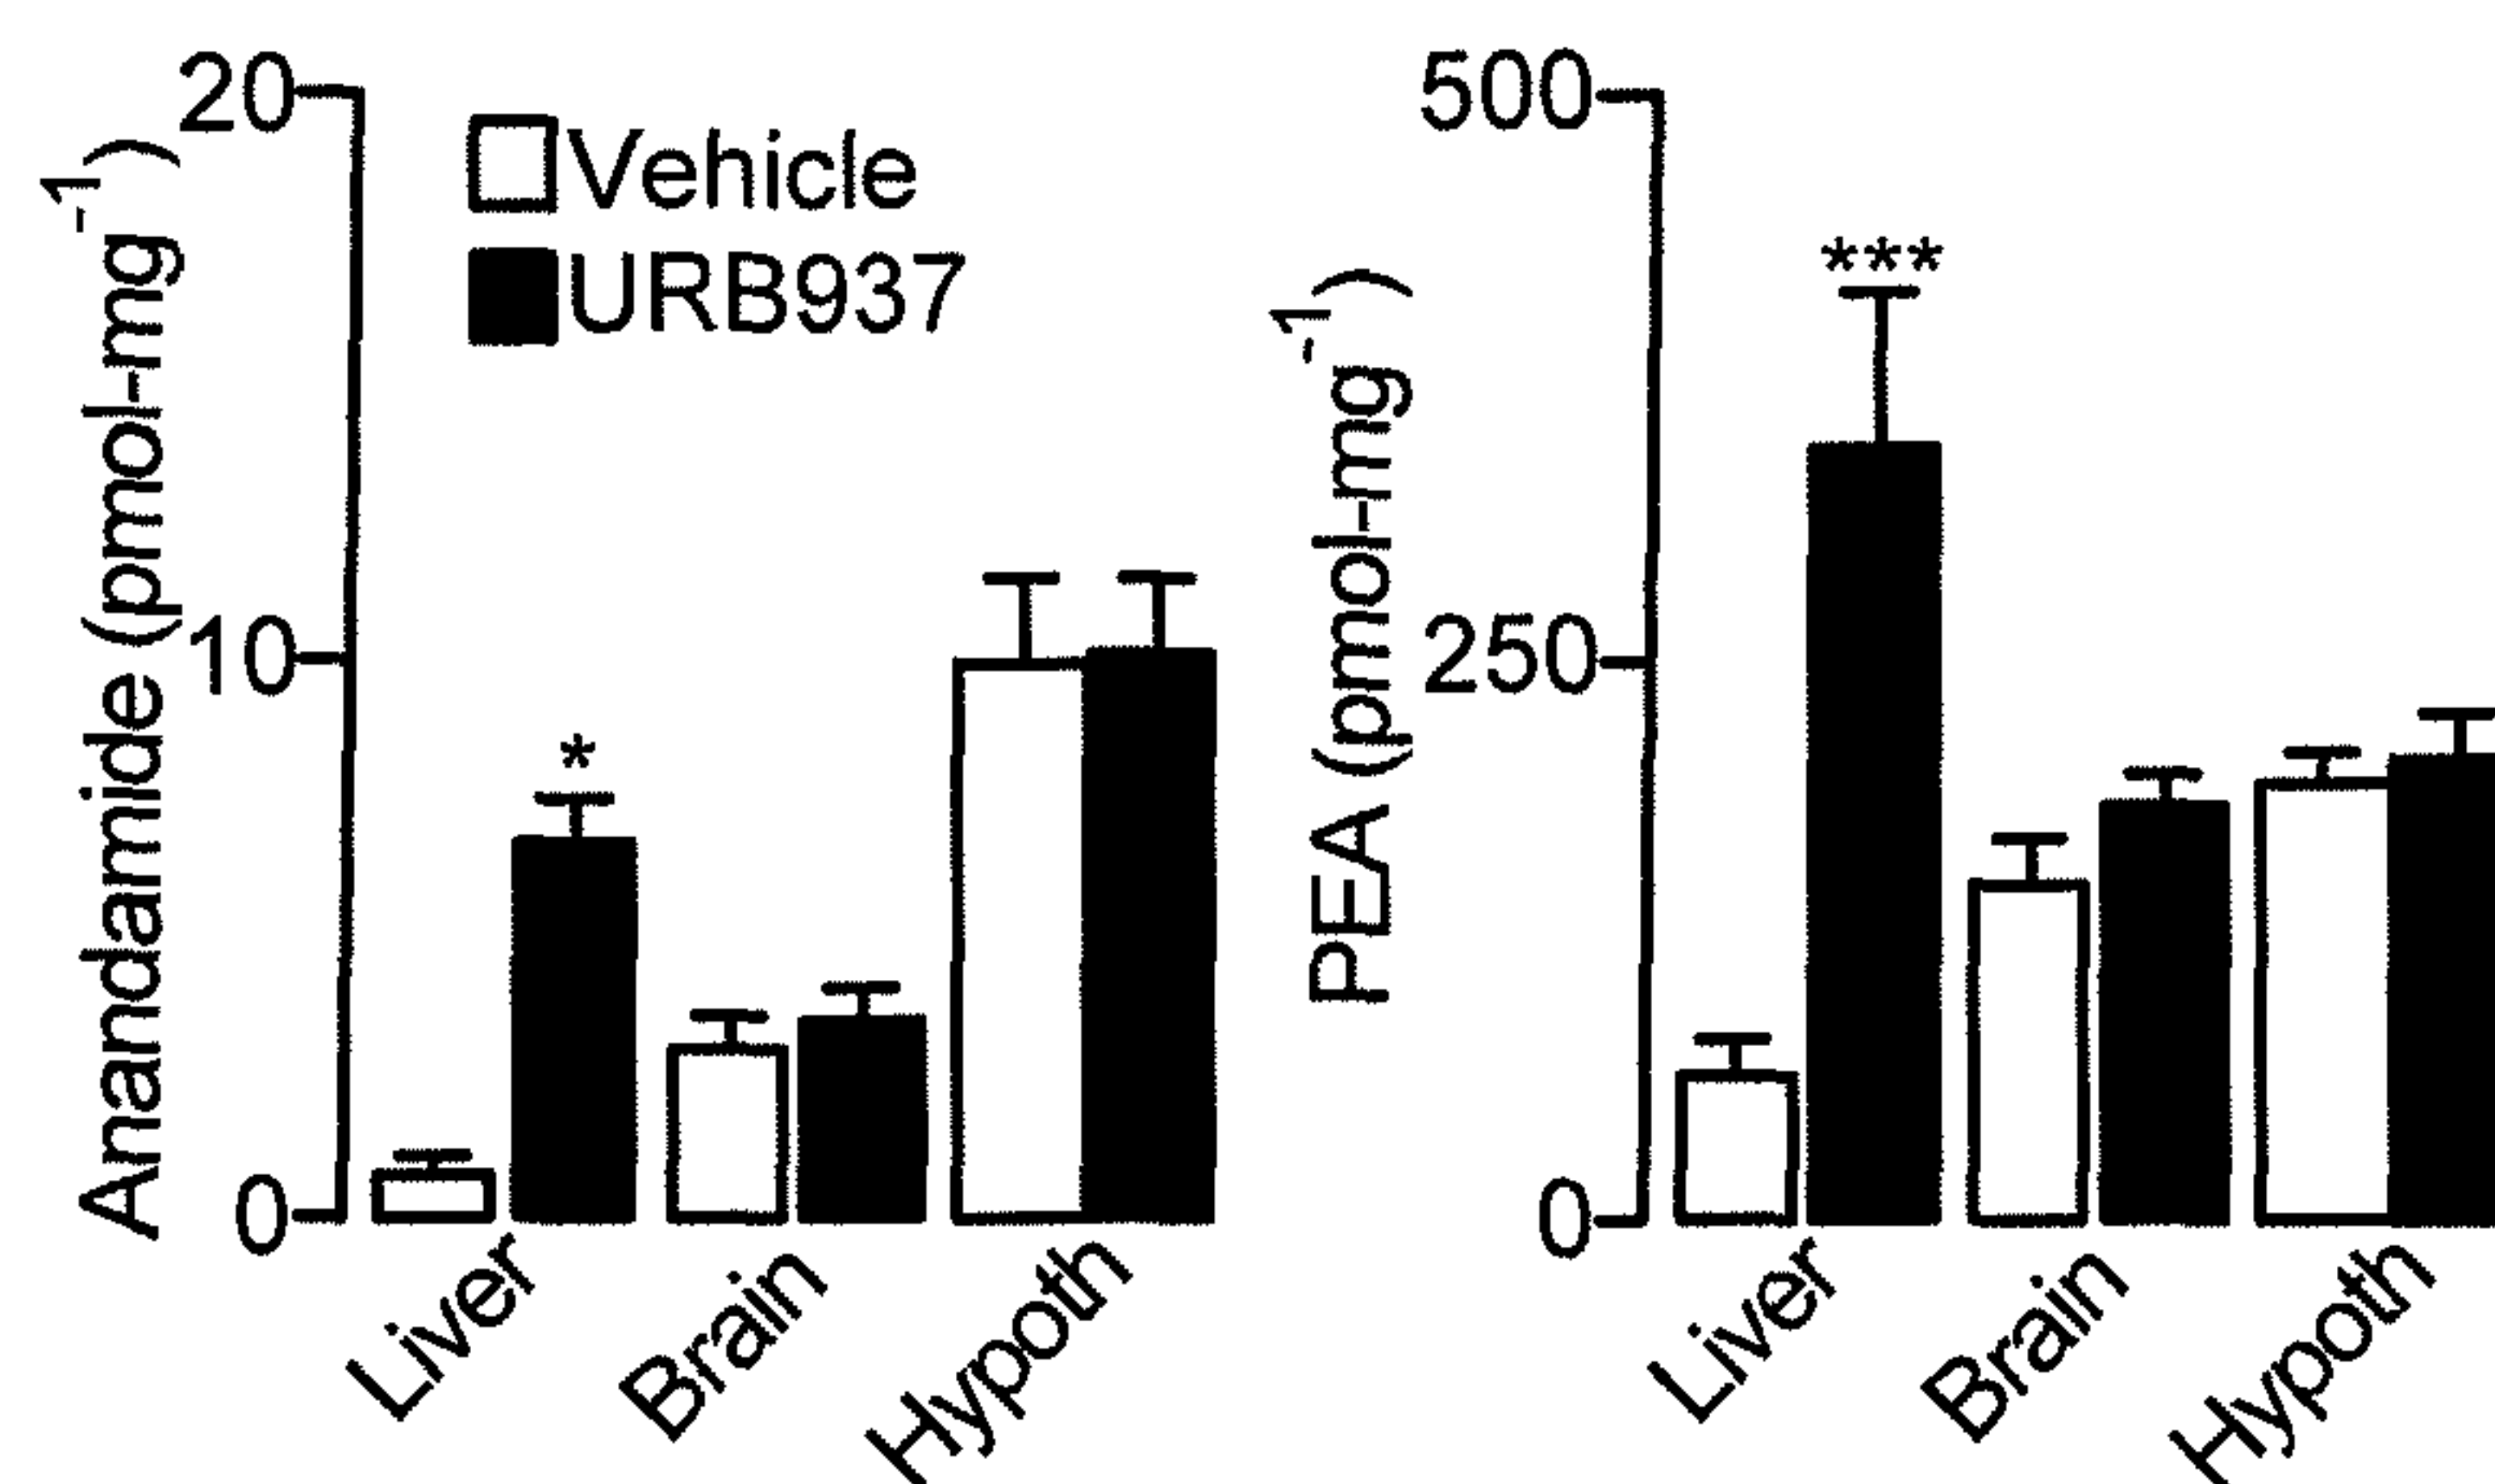 Anandamide (pmol-mg⁻¹)
20
10
0
Vehicle
URB937
*
Liver
Brain
Hypoth
PEA (pmol-mg⁻¹)
500
250
0
***
Liver
Brain
Hypoth